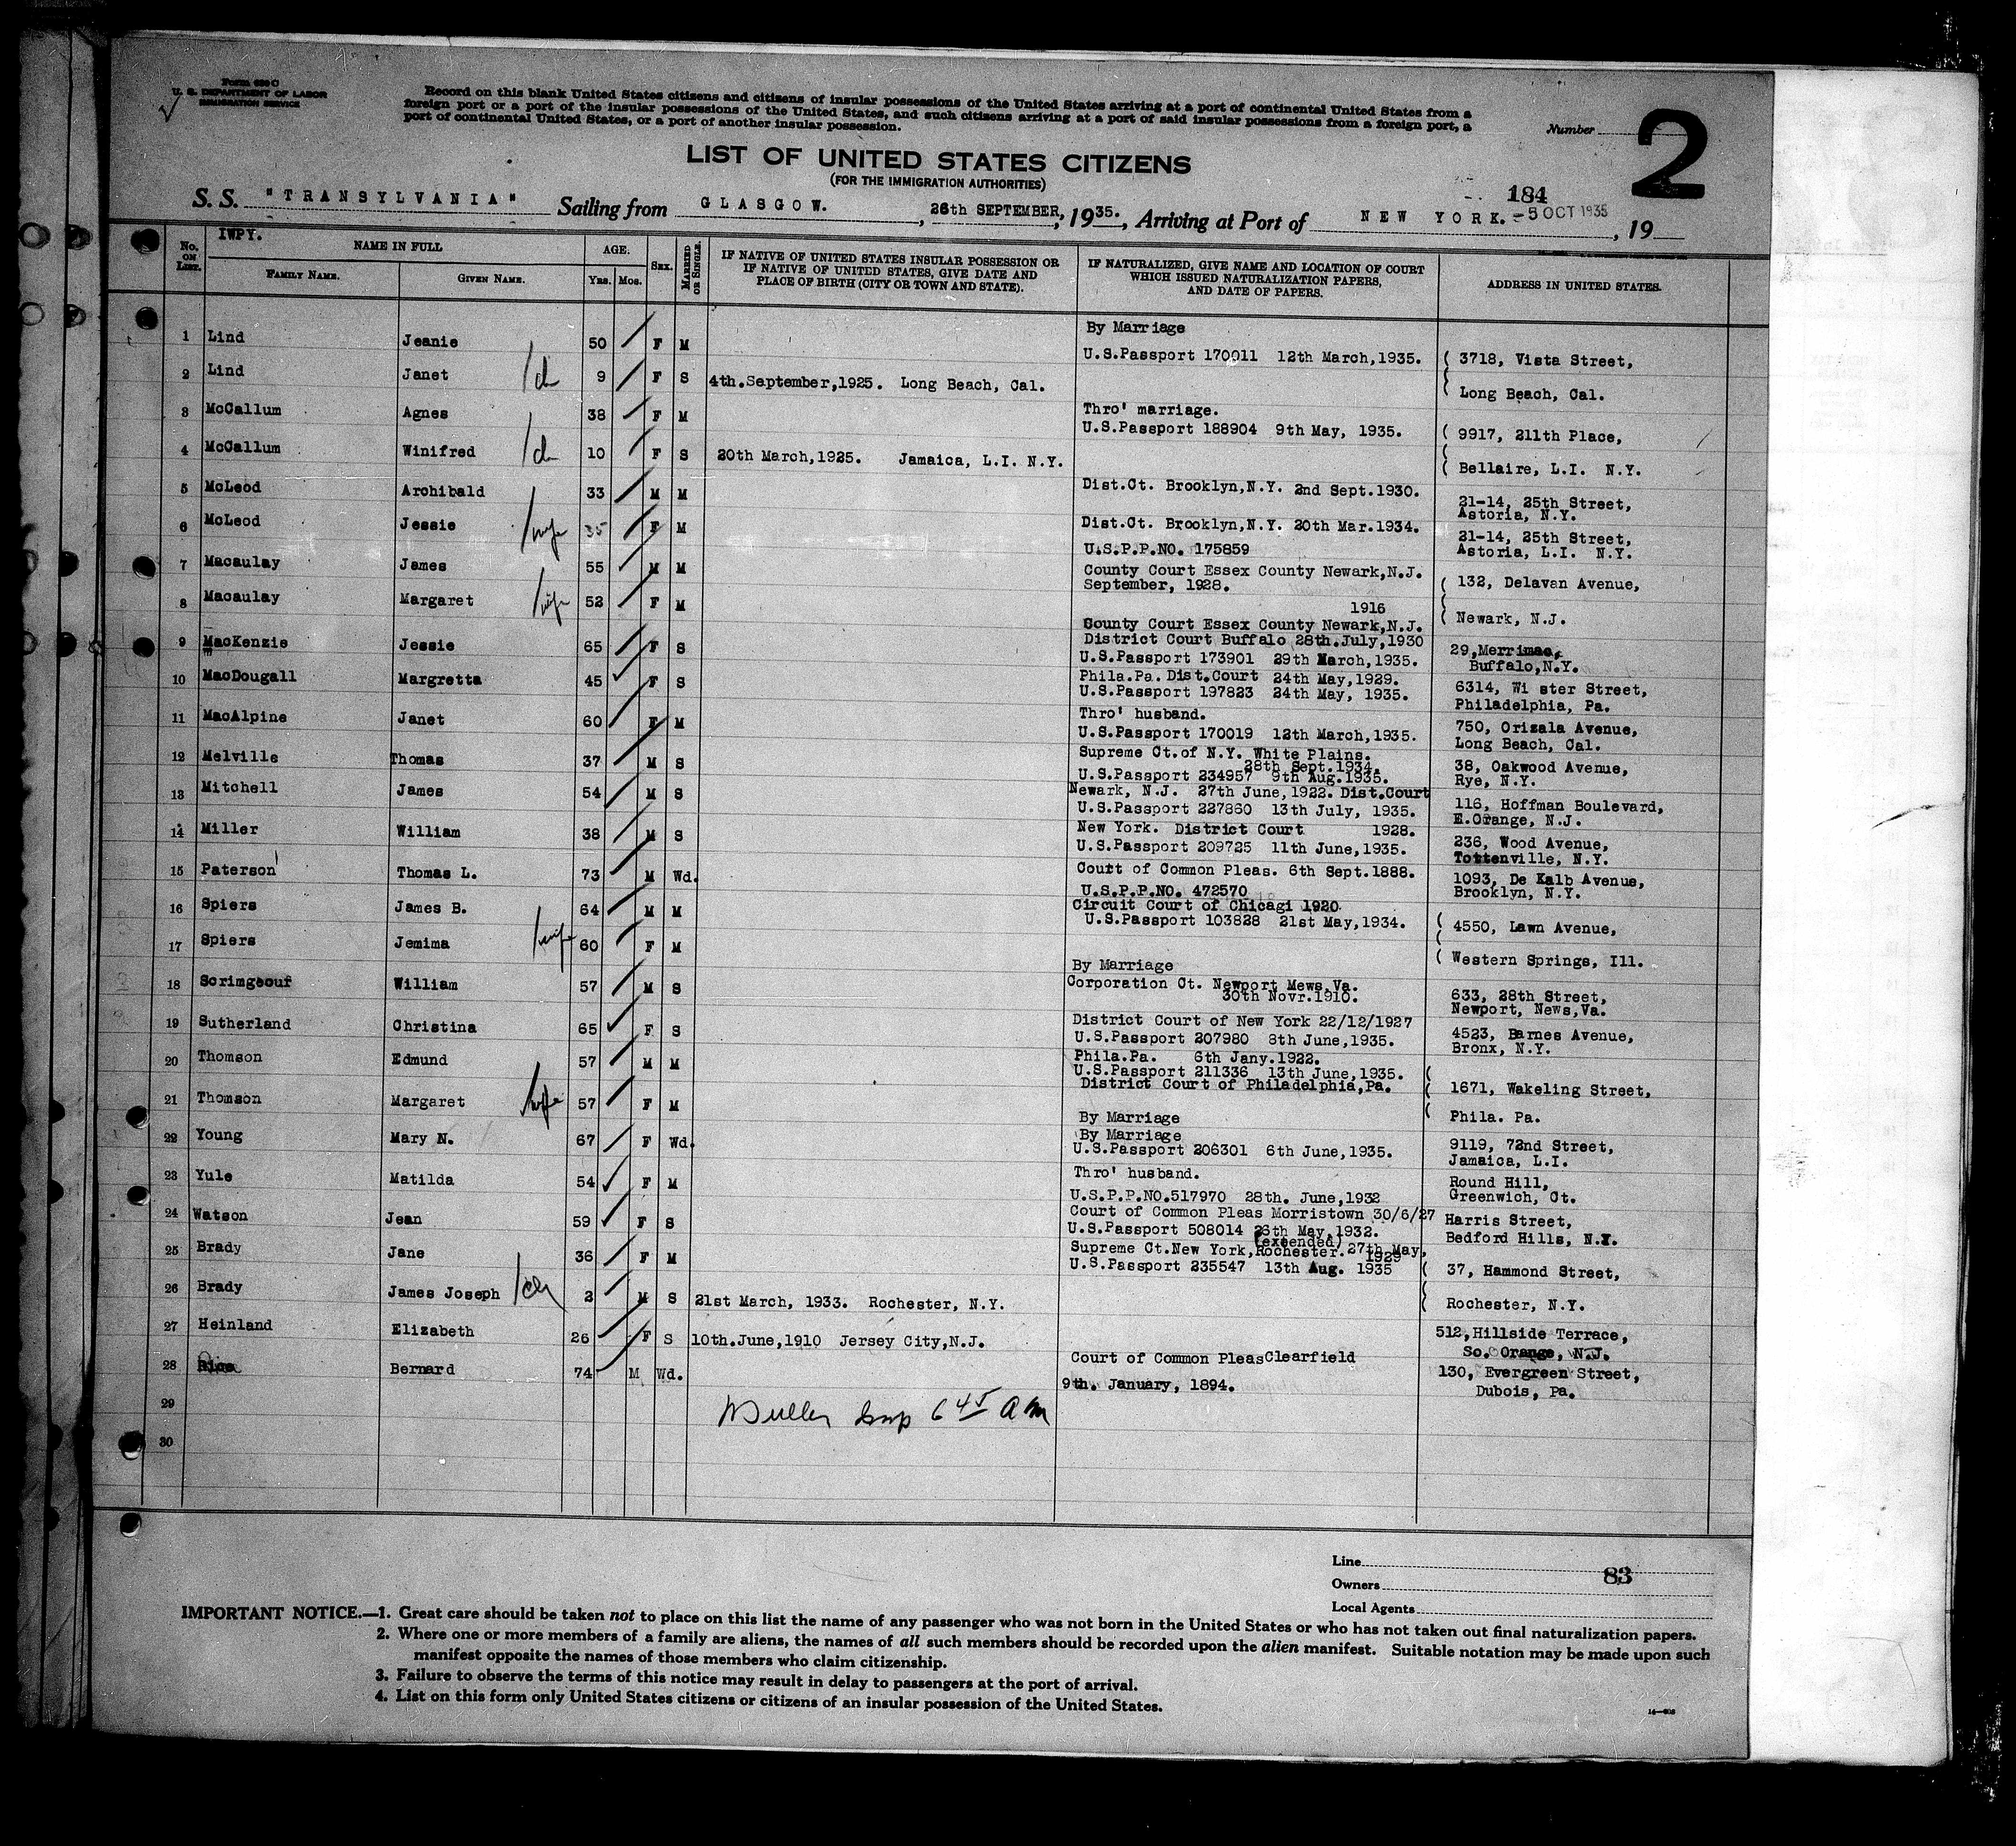 Form 630 C
U. S. DEPARTMENT OF LABOR
IMMIGRATION SERVICE
Record on this blank United States citizens and citizens of insular possessions of the United States arriving at a port of continental United States from a
foreign port or a port of the insular possessions of the United States, and such citizens arriving at a port of said insular possessions from a foreign port, a
port of continental United States, or a port of another insular possession.
Number 2
LIST OF UNITED STATES CITIZENS
(FOR THE IMMIGRATION AUTHORITIES)
184
S. S. "TRANSYLVANIA" Sailing from GLASGOW. , 26th SEPTEMBER, 1935. , Arriving at Port of NEW YORK. -5 OCT 1935 , 19
IWPY.
No. ON LIST. NAME IN FULL AGE. SEX. MARRIED OR SINGLE. IF NATIVE OF UNITED STATES INSULAR POSSESSION OR IF NATIVE OF UNITED STATES, GIVE DATE AND PLACE OF BIRTH (CITY OR TOWN AND STATE). IF NATURALIZED, GIVE NAME AND LOCATION OF COURT WHICH ISSUED NATURALIZATION PAPERS, AND DATE OF PAPERS. ADDRESS IN UNITED STATES.
FAMILY NAME. GIVEN NAME. YRS. MOS.
1 Lind Jeanie 50 F M By Marriage
U.S.Passport 170011 12th March,1935. ( 3718, Vista Street,
2 Lind Janet /ch 9 F S 4th.September,1925. Long Beach, Cal. ( Long Beach, Cal.
3 McCallum Agnes 38 F M Thro' marriage.
U.S.Passport 188904 9th May, 1935. ( 9917, 211th Place,
4 McCallum Winifred /ch 10 F S 20th March,1925. Jamaica, L.I. N.Y. ( Bellaire, L.I. N.Y.
5 McLeod Archibald 33 M M Dist.Ct. Brooklyn,N.Y. 2nd Sept.1930. 21-14, 25th Street,
Astoria, N.Y.
6 McLeod Jessie /wife 35 F M Dist.Ct. Brooklyn,N.Y. 20th Mar.1934. 21-14, 25th Street,
U.S.P.P.NO. 175859 Astoria, L.I. N.Y.
7 Macaulay James 55 M M County Court Essex County Newark,N.J.
September, 1928. ( 132, Delavan Avenue,
8 Macaulay Margaret /wife 52 F M 1916
County Court Essex County Newark,N.J. ( Newark, N.J.
9 MacKenzie Jessie 65 F S District Court Buffalo 28th.July,1930 29,Merrimac,
U.S.Passport 173901 29th March,1935. Buffalo,N.Y.
10 MacDougall Margretta 45 F S Phila.Pa. Dist.Court 24th May,1929. 6314, Wi ster Street,
U.S.Passport 197823 24th May, 1935. Philadelphia, Pa.
11 MacAlpine Janet 60 F M Thro' husband. 750, Orizala Avenue,
U.S.Passport 170019 12th March,1935. Long Beach, Cal.
12 Melville Thomas 37 M S Supreme Ct.of N.Y. White Plains.
28th Sept.1934. 38, Oakwood Avenue,
U.S.Passport 234957 9th Aug.1935. Rye, N.Y.
13 Mitchell James 54 M S Newark, N.J. 27th June,1922. Dist.Court 116, Hoffman Boulevard,
U.S.Passport 227860 13th July, 1935. E.Orange, N.J.
14 Miller William 38 M S New York. District Court 1928. 236, Wood Avenue,
U.S.Passport 209725 11th June,1935. Tottenville, N.Y.
15 Paterson Thomas L. 73 M Wd. Court of Common Pleas. 6th Sept.1888. 1093, De Kalb Avenue,
U.S.P.P.NO. 472570 Brooklyn, N.Y.
16 Spiers James B. 64 M M Circuit Court of Chicagi 1920
U.S.Passport 103828 21st May,1934. ( 4550, Lawn Avenue,
17 Spiers Jemima /wife 60 F M By Marriage ( Western Springs, Ill.
18 Scrimgeour William 57 M S Corporation Ct. Newport Mews,Va. 633, 28th Street,
30th Novr.1910. Newport, News,Va.
19 Sutherland Christina 65 F S District Court of New York 22/12/1927 4523, Barnes Avenue,
U.S.Passport 207980 8th June,1935. Bronx, N.Y.
20 Thomson Edmund 57 M M Phila.Pa. 6th Jany.1922.
U.S.Passport 211336 13th June,1935.
District Court of Philadelphia,Pa. ( 1671, Wakeling Street,
21 Thomson Margaret /wife 57 F M By Marriage ( Phila. Pa.
22 Young Mary N. 67 F Wd. By Marriage 9119, 72nd Street,
U.S.Passport 206301 6th June,1935. Jamaica, L.I.
23 Yule Matilda 54 F M Thro' husband. Round Hill,
U.S.P.P.NO.517970 28th. June,1932 Greenwich, Ct.
24 Watson Jean 59 F S Court of Common Pleas Morristown 30/6/27 Harris Street,
U.S.Passport 508014 26th May,1932. Bedford Hills, N.Y.
(extended)
25 Brady Jane 36 F M Supreme Ct.New York,Rochester.27th May,
1929
U.S.Passport 235547 13th Aug. 1935 ( 37, Hammond Street,
26 Brady James Joseph /ch 2 M S 21st March, 1933. Rochester, N.Y. ( Rochester, N.Y.
27 Heinland Elizabeth 26 F S 10th.June,1910 Jersey City,N.J. 512,Hillside Terrace,
So. Orange, N.J.
28 Rice Bernard 74 M Wd. Court of Common Pleas Clearfield 130, Evergreen Street,
9th. January, 1894. Dubois, Pa.
29 6 45 am
30
Line
83
Owners
Local Agents
IMPORTANT NOTICE.—1. Great care should be taken not to place on this list the name of any passenger who was not born in the United States or who has not taken out final naturalization papers.
2. Where one or more members of a family are aliens, the names of all such members should be recorded upon the alien manifest. Suitable notation may be made upon such
manifest opposite the names of those members who claim citizenship.
3. Failure to observe the terms of this notice may result in delay to passengers at the port of arrival.
4. List on this form only United States citizens or citizens of an insular possession of the United States.